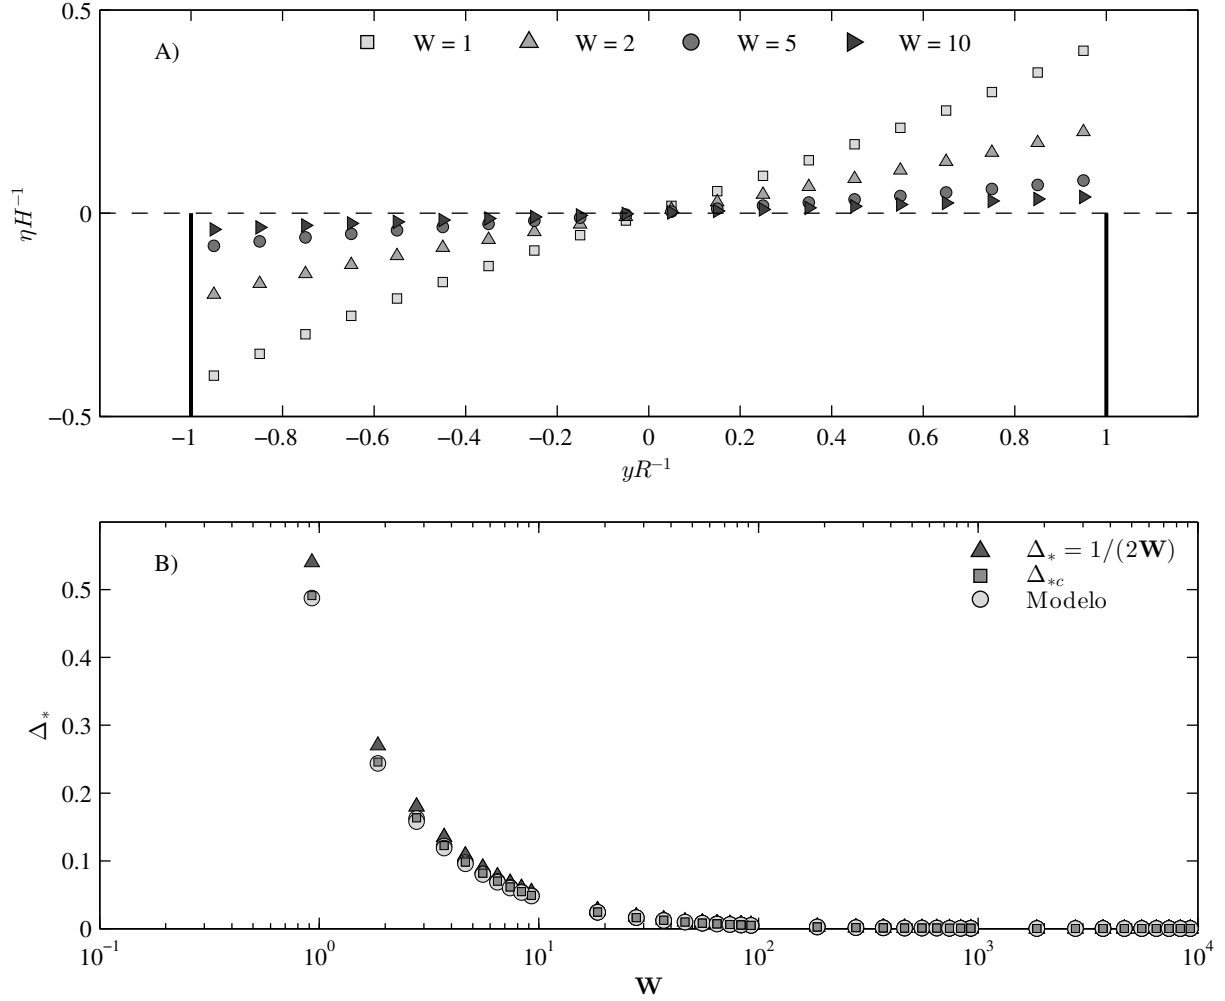 0.5
A) W = 1 W = 2 W = 5 W = 10
0
−0.5
ηH⁻¹
−1 −0.8 −0.6 −0.4 −0.2 0 0.2 0.4 0.6 0.8 1
yR⁻¹
B)
Δ* = 1/(2W)
Δ*c
Modelo
0.5
0.4
0.3
0.2
0.1
0
Δ*
10⁻¹ 10⁰ 10¹ 10² 10³ 10⁴
W